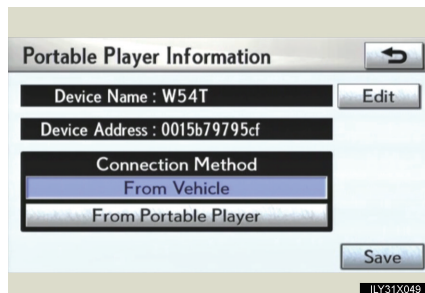 Portable Player Information
Device Name : W54T
Edit
Device Address : 0015b79795cf
Connection Method
From Vehicle
From Portable Player
Save
ILY31X049